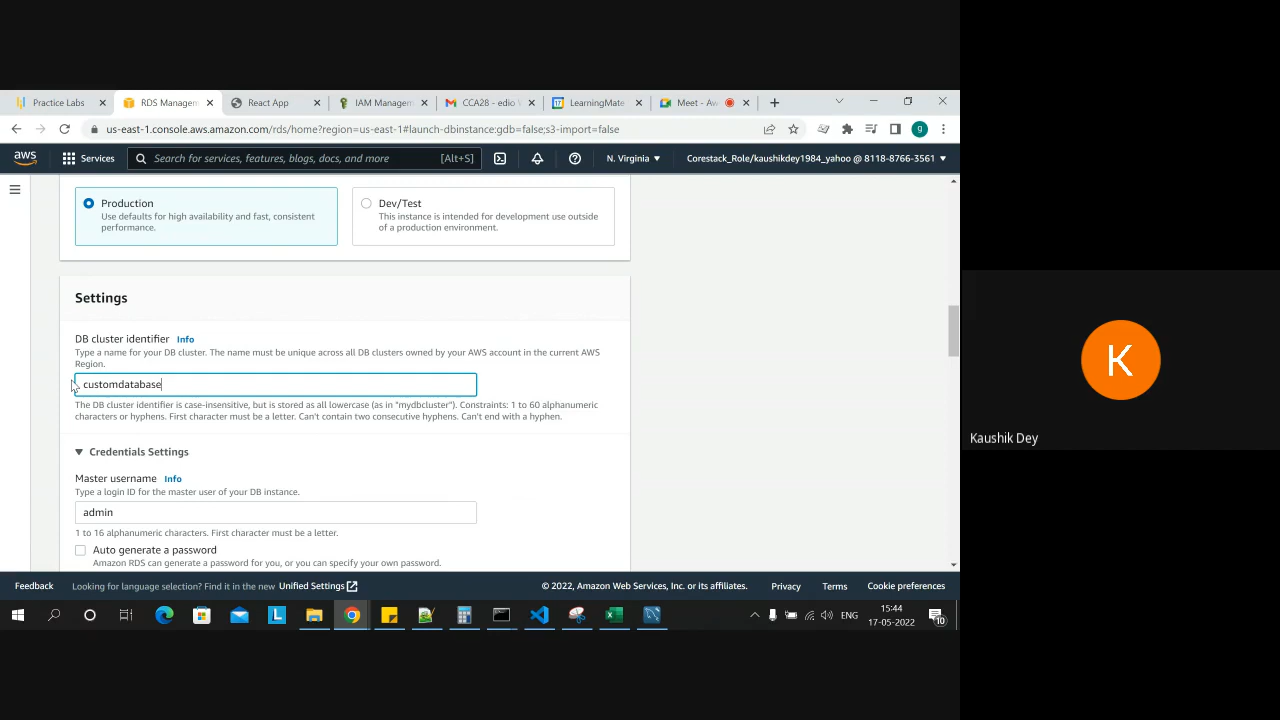 Practice Labs
RDS Managem
React App
IAM Managem
CCA28 - edio
17
LearningMate
Meet - Aw
us-east-1.console.aws.amazon.com/rds/home?region=us-east-1#launch-dbinstance:gdb=false;s3-import=false
g
aws
Services
Search for services, features, blogs, docs, and more
[Alt+S]
N. Virginia
Corestack_Role/kaushikdey1984_yahoo @ 8118-8766-3561
Production
Use defaults for high availability and fast, consistent
performance.
Dev/Test
This instance is intended for development use outside
of a production environment.
Settings
DB cluster identifier Info
Type a name for your DB cluster. The name must be unique across all DB clusters owned by your AWS account in the current AWS
Region.
customdatabase
The DB cluster identifier is case-insensitive, but is stored as all lowercase (as in "mydbcluster"). Constraints: 1 to 60 alphanumeric
characters or hyphens. First character must be a letter. Can't contain two consecutive hyphens. Can't end with a hyphen.
Credentials Settings
Master username Info
Type a login ID for the master user of your DB instance.
admin
1 to 16 alphanumeric characters. First character must be a letter.
Auto generate a password
Amazon RDS can generate a password for you, or you can specify your own password.
Feedback
Looking for language selection? Find it in the new Unified Settings
© 2022, Amazon Web Services, Inc. or its affiliates.
Privacy
Terms
Cookie preferences
L
ENG
15:44
17-05-2022
10
K
Kaushik Dey